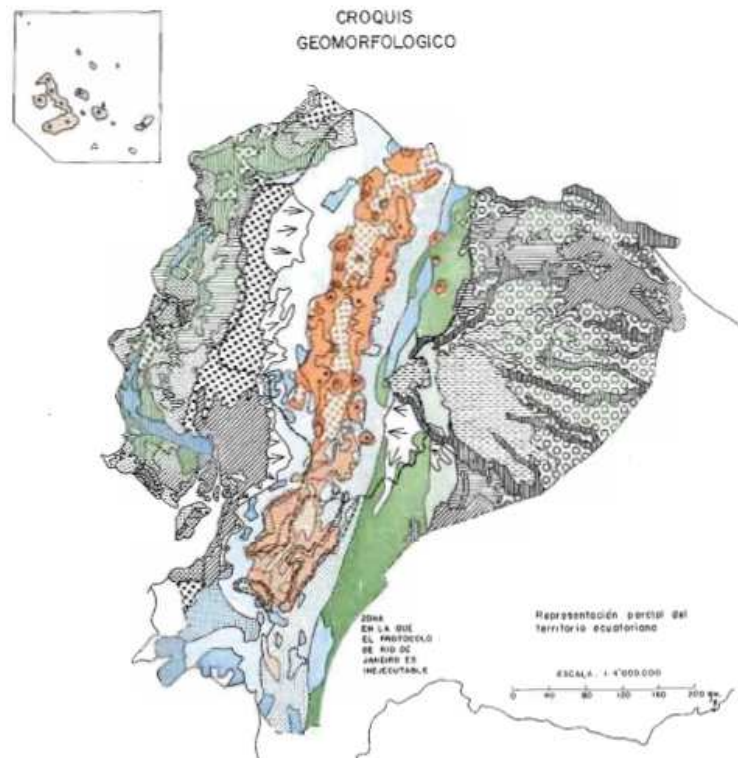 CROQUIS
GEOMORFOLOGICO
ZONA
EN LA QUE
EL PROTOCOLO
DE RIO DE
JANEIRO ES
INEJECUTABLE
Representación parcial del
territorio ecuatoriano
ESCALA. 1:4'000.000
0 40 80 120 160 200